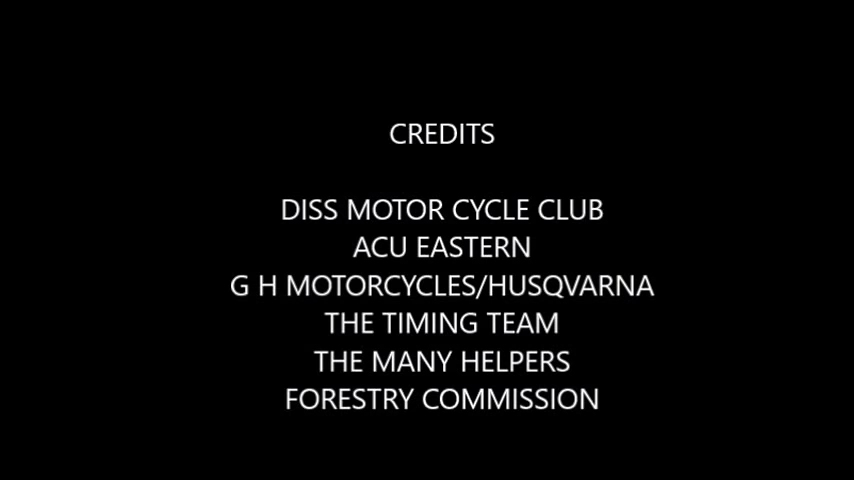 CREDITS
DISS MOTOR CYCLE CLUB
ACU EASTERN
G H MOTORCYCLES/HUSQVARNA
THE TIMING TEAM
THE MANY HELPERS
FORESTRY COMMISSION